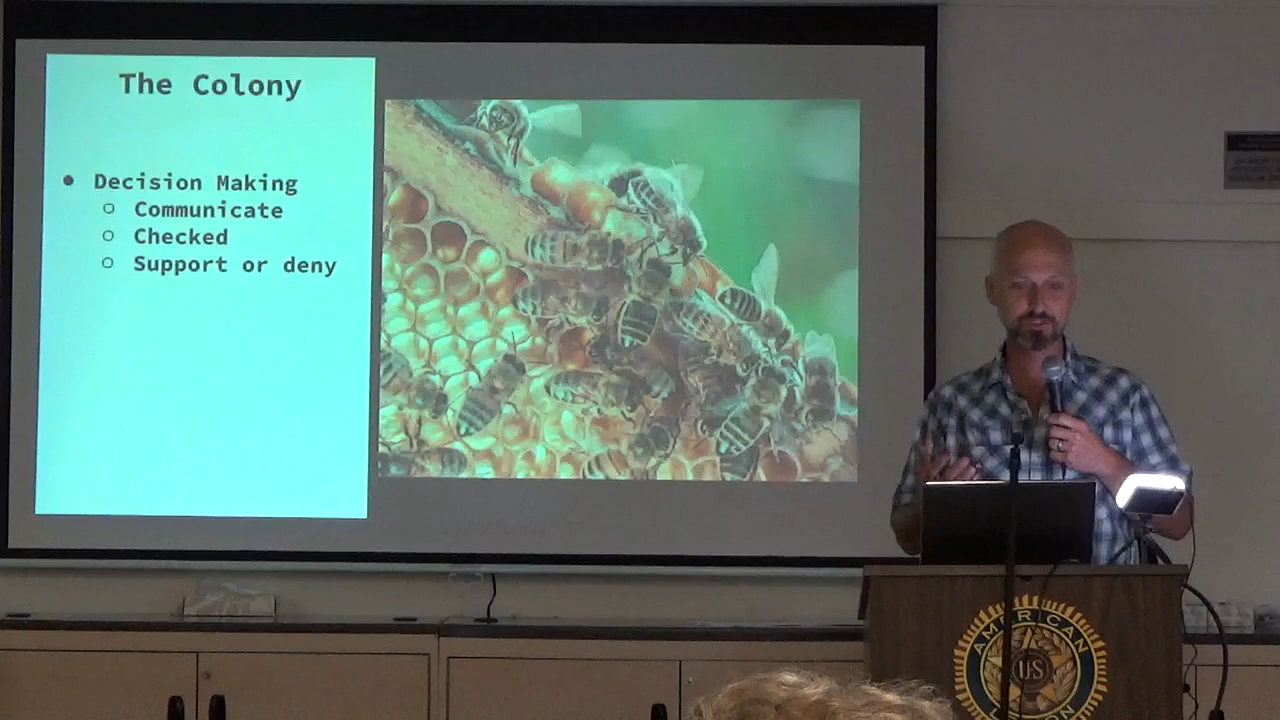 The Colony
Decision Making
Communicate
Checked
Support or deny
AMERICAN
US